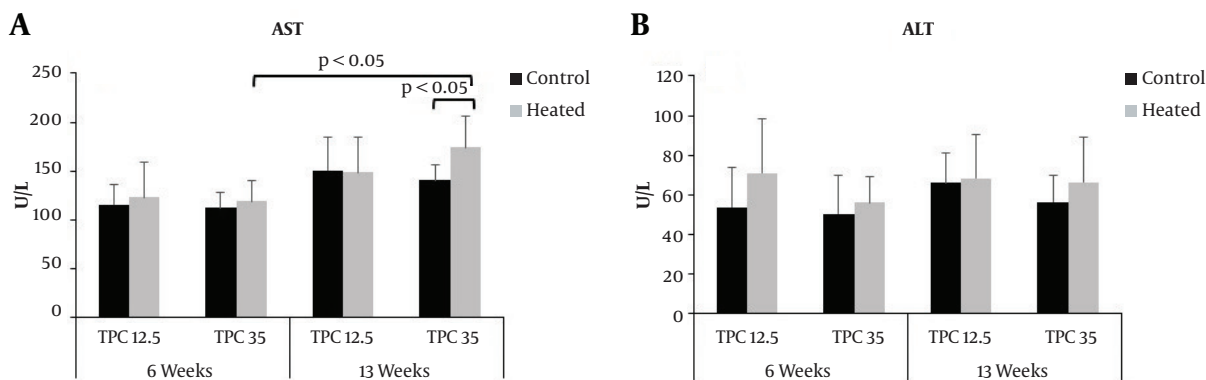 A
AST
250
200
150
100
50
0
U/L
p < 0.05
p < 0.05
Control
Heated
TPC 12.5
TPC 35
TPC 12.5
TPC 35
6 Weeks
13 Weeks
B
ALT
120
100
80
60
40
20
0
U/L
Control
Heated
TPC 12.5
TPC 35
TPC 12.5
TPC 35
6 Weeks
13 Weeks